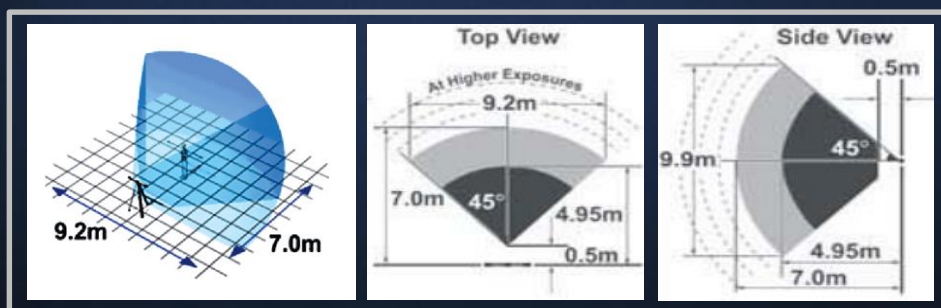 9.2m
7.0m
Top View
At Higher Exposures
9.2m
7.0m
45°
4.95m
0.5m
Side View
0.5m
45°
9.9m
4.95m
7.0m